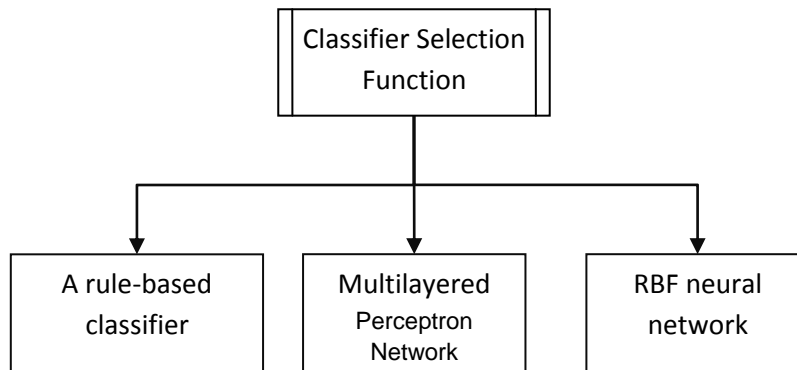 Classifier Selection
Function
A rule-based
classifier
Multilayered
Perceptron
Network
RBF neural
network